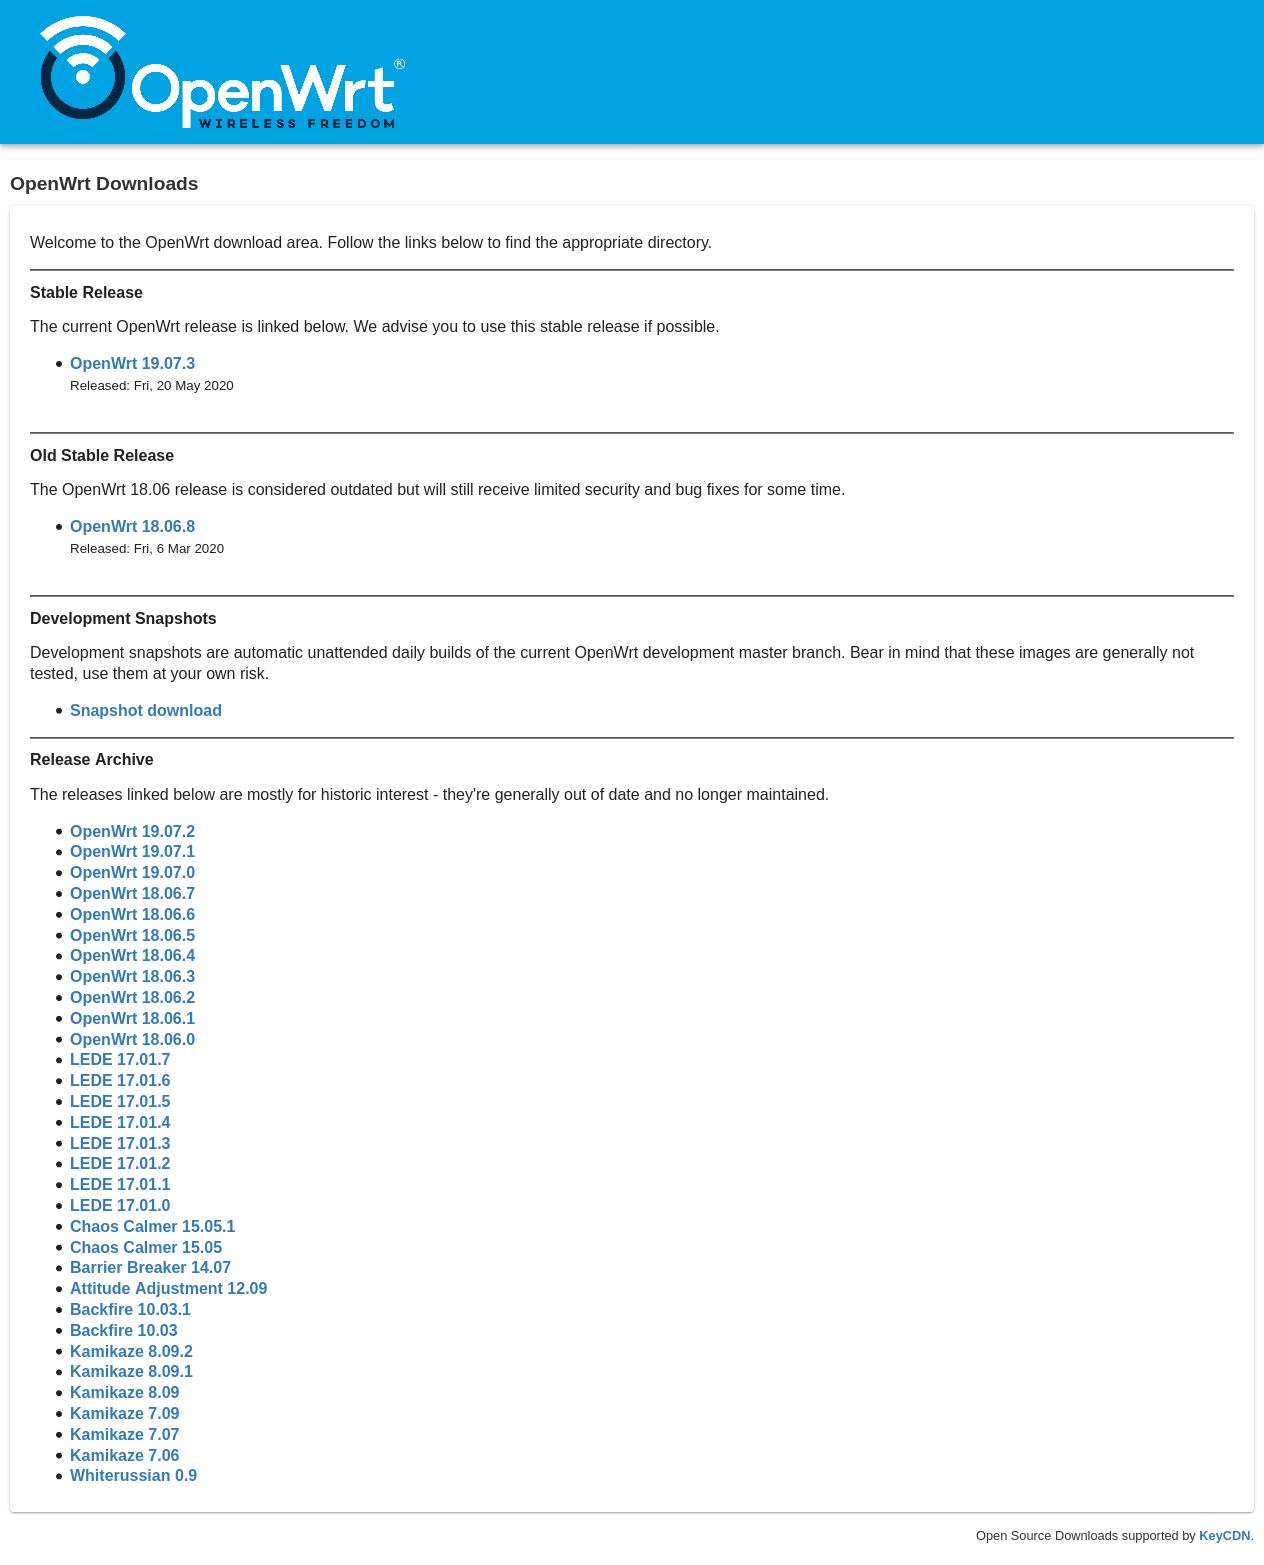 OpenWrt®
WIRELESS FREEDOM
OpenWrt Downloads
Welcome to the OpenWrt download area. Follow the links below to find the appropriate directory.
Stable Release
The current OpenWrt release is linked below. We advise you to use this stable release if possible.
OpenWrt 19.07.3
Released: Fri, 20 May 2020
Old Stable Release
The OpenWrt 18.06 release is considered outdated but will still receive limited security and bug fixes for some time.
OpenWrt 18.06.8
Released: Fri, 6 Mar 2020
Development Snapshots
Development snapshots are automatic unattended daily builds of the current OpenWrt development master branch. Bear in mind that these images are generally not
tested, use them at your own risk.
Snapshot download
Release Archive
The releases linked below are mostly for historic interest - they're generally out of date and no longer maintained.
OpenWrt 19.07.2
OpenWrt 19.07.1
OpenWrt 19.07.0
OpenWrt 18.06.7
OpenWrt 18.06.6
OpenWrt 18.06.5
OpenWrt 18.06.4
OpenWrt 18.06.3
OpenWrt 18.06.2
OpenWrt 18.06.1
OpenWrt 18.06.0
LEDE 17.01.7
LEDE 17.01.6
LEDE 17.01.5
LEDE 17.01.4
LEDE 17.01.3
LEDE 17.01.2
LEDE 17.01.1
LEDE 17.01.0
Chaos Calmer 15.05.1
Chaos Calmer 15.05
Barrier Breaker 14.07
Attitude Adjustment 12.09
Backfire 10.03.1
Backfire 10.03
Kamikaze 8.09.2
Kamikaze 8.09.1
Kamikaze 8.09
Kamikaze 7.09
Kamikaze 7.07
Kamikaze 7.06
Whiterussian 0.9
Open Source Downloads supported by KeyCDN.